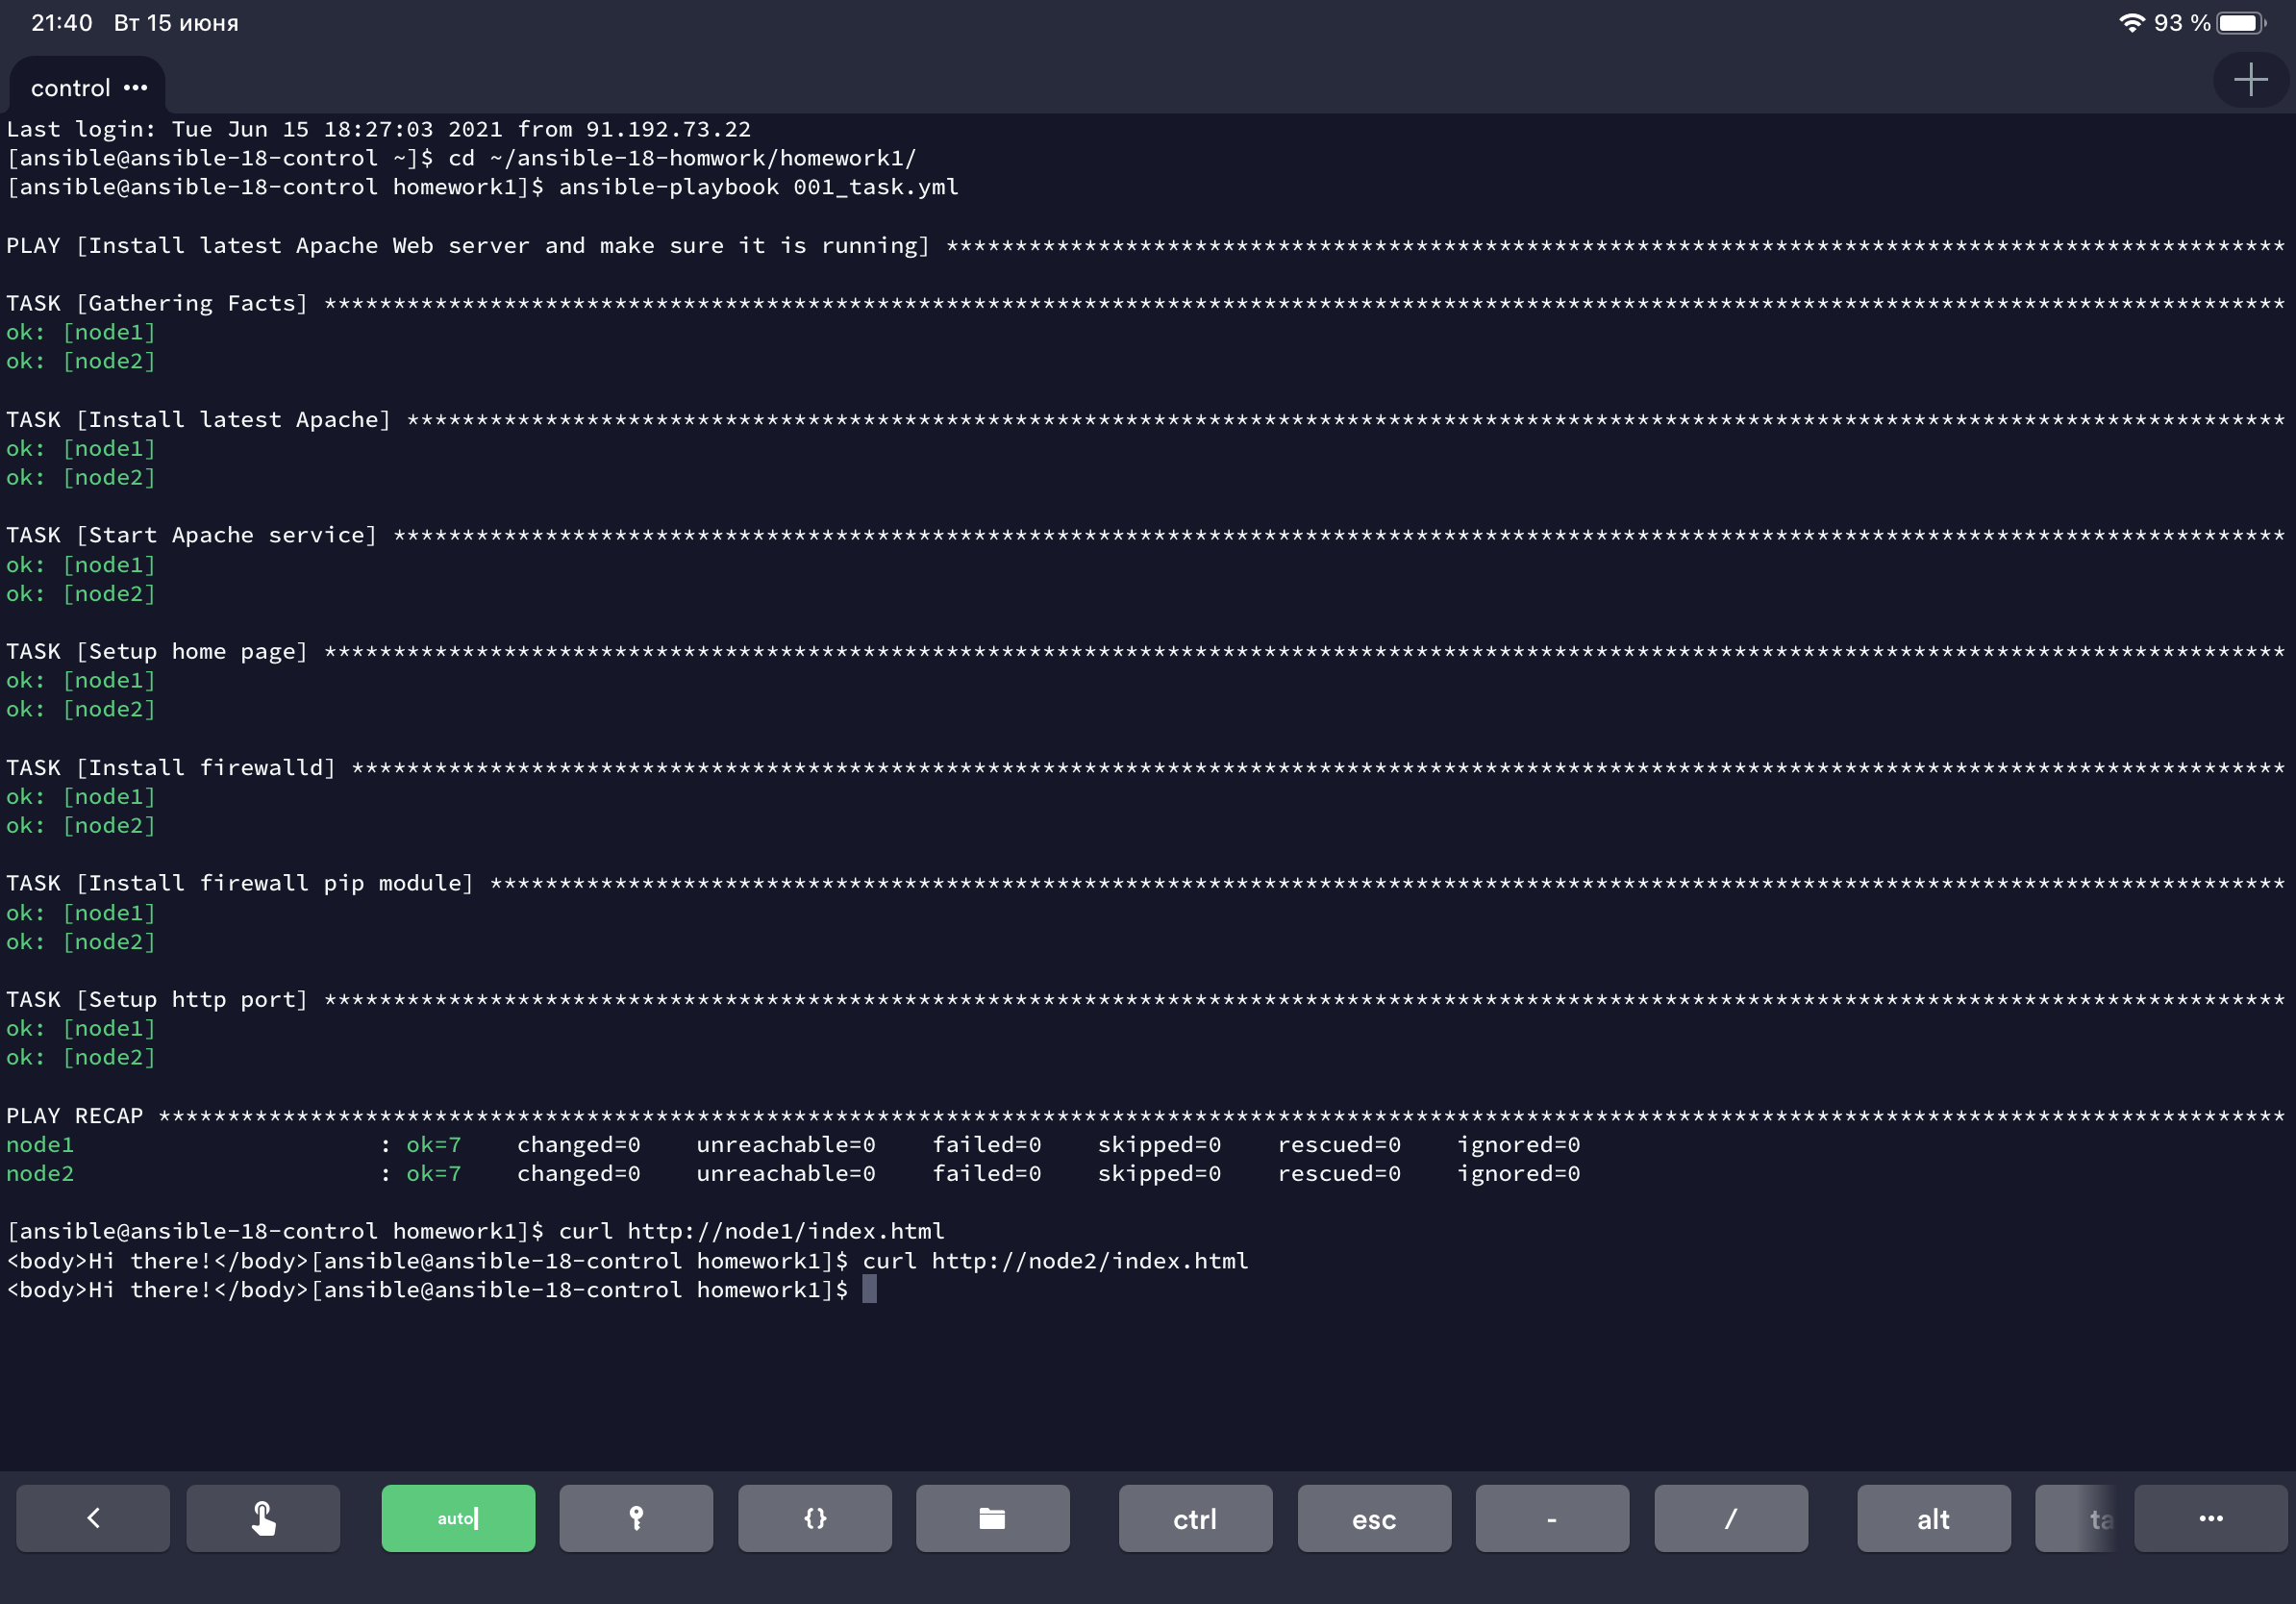 21:40 Вт 15 июня 93 %
control •••
Last login: Tue Jun 15 18:27:03 2021 from 91.192.73.22
[ansible@ansible-18-control ~]$ cd ~/ansible-18-homwork/homework1/
[ansible@ansible-18-control homework1]$ ansible-playbook 001_task.yml
PLAY [Install latest Apache Web server and make sure it is running] *************************************************************************************************
TASK [Gathering Facts] **********************************************************************************************************************************************
ok: [node1]
ok: [node2]
TASK [Install latest Apache] ****************************************************************************************************************************************
ok: [node1]
ok: [node2]
TASK [Start Apache service] *****************************************************************************************************************************************
ok: [node1]
ok: [node2]
TASK [Setup home page] **********************************************************************************************************************************************
ok: [node1]
ok: [node2]
TASK [Install firewalld] ********************************************************************************************************************************************
ok: [node1]
ok: [node2]
TASK [Install firewall pip module] **********************************************************************************************************************************
ok: [node1]
ok: [node2]
TASK [Setup http port] **********************************************************************************************************************************************
ok: [node1]
ok: [node2]
PLAY RECAP **********************************************************************************************************************************************************
node1 : ok=7 changed=0 unreachable=0 failed=0 skipped=0 rescued=0 ignored=0
node2 : ok=7 changed=0 unreachable=0 failed=0 skipped=0 rescued=0 ignored=0
[ansible@ansible-18-control homework1]$ curl http://node1/index.html
<body>Hi there!</body>[ansible@ansible-18-control homework1]$ curl http://node2/index.html
<body>Hi there!</body>[ansible@ansible-18-control homework1]$
auto {} ctrl esc - / alt •••